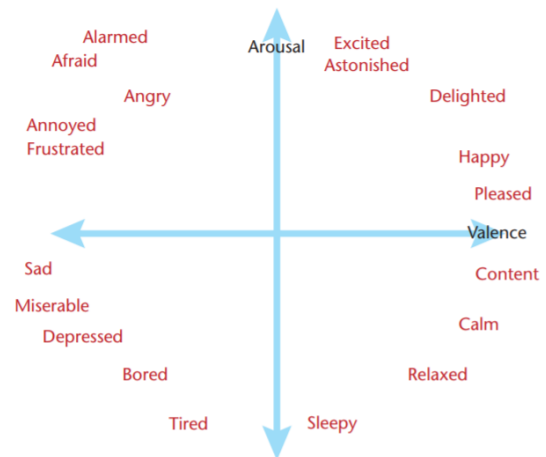 Alarmed
Arousal
Excited
Afraid
Astonished
Angry
Delighted
Annoyed
Frustrated
Happy
Pleased
Valence
Sad
Content
Miserable
Calm
Depressed
Bored
Relaxed
Tired
Sleepy